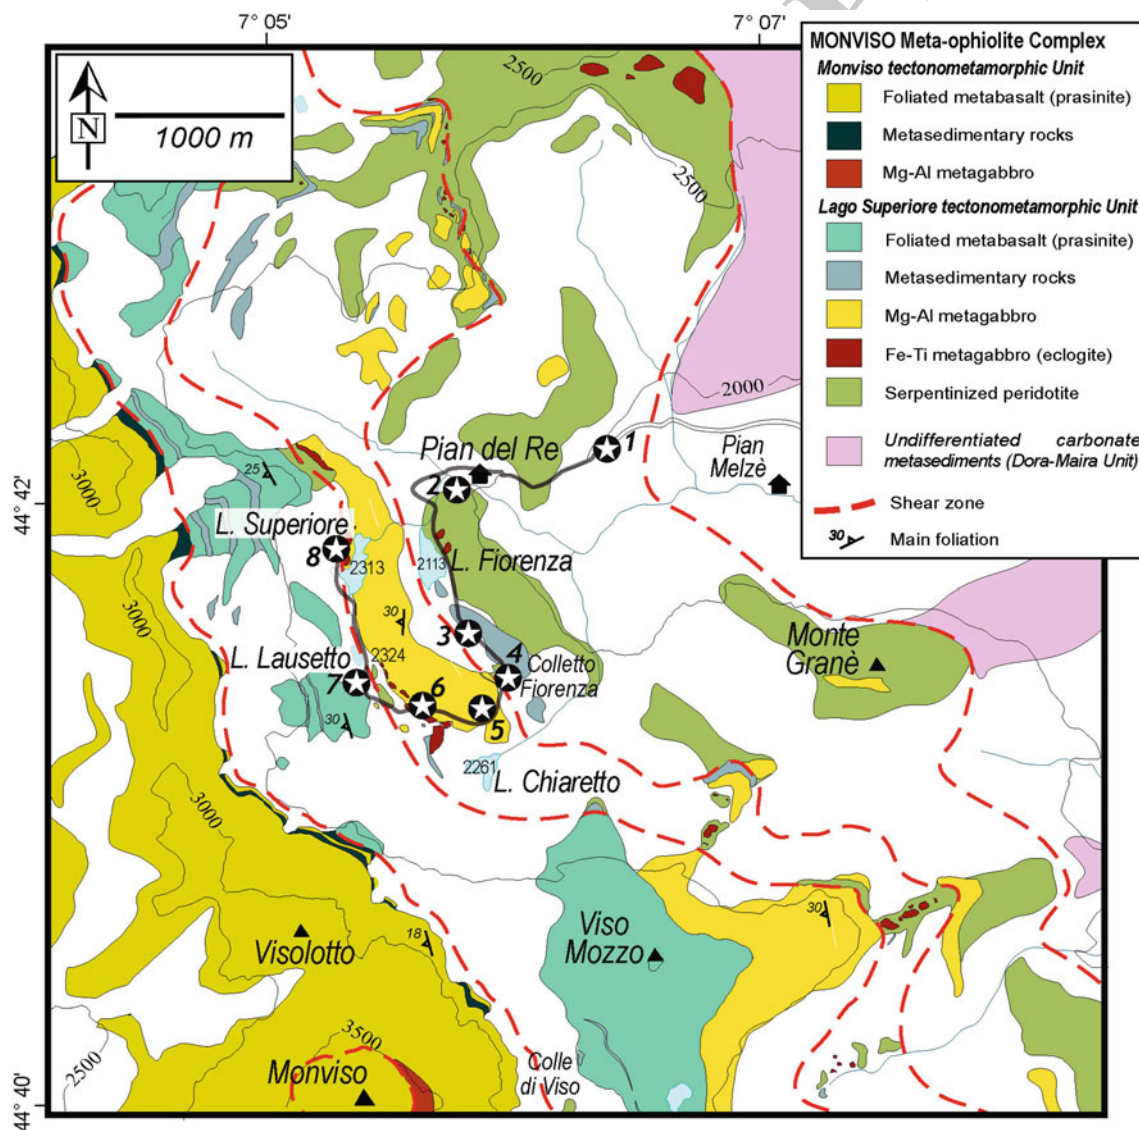 7° 05'
7° 07'
N
1000 m
MONVISO Meta-ophiolite Complex
Monviso tectonometamorphic Unit
Foliated metabasalt (prasinite)
Metasedimentary rocks
Mg-Al metagabbro
Lago Superiore tectonometamorphic Unit
Foliated metabasalt (prasinite)
Metasedimentary rocks
Mg-Al metagabbro
Fe-Ti metagabbro (eclogite)
Serpentinized peridotite
Undifferentiated carbonate
metasediments (Dora-Maira Unit)
Shear zone
30
Main foliation
2500
2500
2000
3000
25
Pian del Re
1
Pian
Melzè
2
44° 42'
L. Superiore
8
2313
2113
L. Fiorenza
3000
30
3
4
Colletto
Fiorenza
Monte
Granè
L. Lausetto
2324
7
6
5
30
2261
L. Chiaretto
3000
30
18
Visolotto
Viso
Mozzo
3500
2500
Monviso
Colle
di Viso
44° 40'